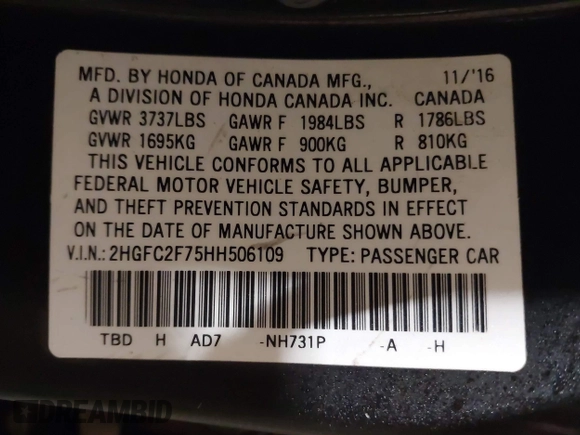 MFD. BY HONDA OF CANADA MFG., 11/'16
A DIVISION OF HONDA CANADA INC. CANADA
GVWR 3737LBS GAWR F 1984LBS R 1786LBS
GVWR 1695KG GAWR F 900KG R 810KG
THIS VEHICLE CONFORMS TO ALL APPLICABLE
FEDERAL MOTOR VEHICLE SAFETY, BUMPER,
AND THEFT PREVENTION STANDARDS IN EFFECT
ON THE DATE OF MANUFACTURE SHOWN ABOVE.
V.I.N.: 2HGFC2F75HH506109 TYPE: PASSENGER CAR
TBD H AD7 -NH731P -A -H
DREAMBID